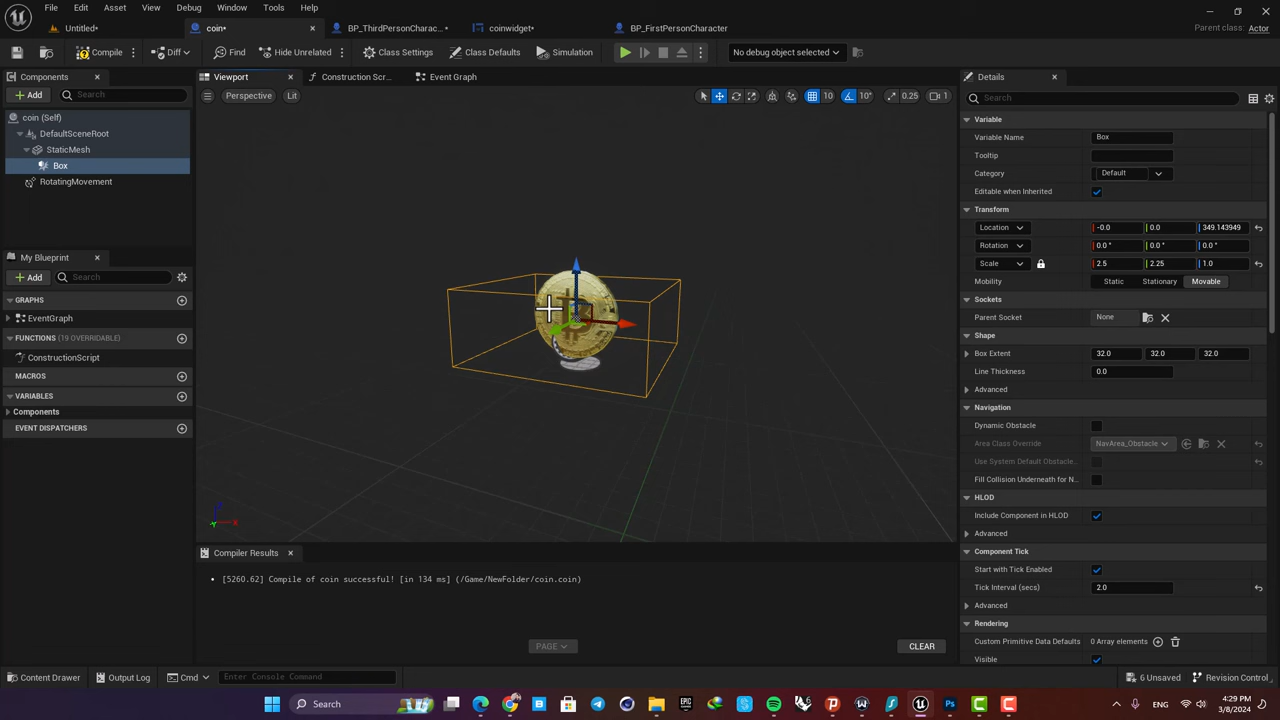 File Edit Asset View Debug Window Tools Help
Untitled•
coin•
BP_ThirdPersonCharac...•
coinwidget•
BP_FirstPersonCharacter
Parent class: Actor
Compile
Diff
Find
Hide Unrelated
Class Settings
Class Defaults
Simulation
No debug object selected
Components
Add
Search
coin (Self)
DefaultSceneRoot
StaticMesh
Box
RotatingMovement
My Blueprint
Add
Search
GRAPHS
EventGraph
FUNCTIONS (19 OVERRIDABLE)
ConstructionScript
MACROS
VARIABLES
Components
EVENT DISPATCHERS
Viewport
Construction Scr...
Event Graph
Perspective
Lit
10
10°
0.25
1
Compiler Results
[5260.62] Compile of coin successful! [in 134 ms] (/Game/NewFolder/coin.coin)
PAGE
CLEAR
Details
Search
Variable
Variable Name Box
Tooltip
Category Default
Editable when Inherited
Transform
Location -0.0 0.0 349.143949
Rotation 0.0 ° 0.0 ° 0.0 °
Scale 2.5 2.25 1.0
Mobility Static Stationary Movable
Sockets
Parent Socket None
Shape
Box Extent 32.0 32.0 32.0
Line Thickness 0.0
Advanced
Navigation
Dynamic Obstacle
Area Class Override NavArea_Obstacle
Use System Default Obstacle...
Fill Collision Underneath for N...
HLOD
Include Component in HLOD
Advanced
Component Tick
Start with Tick Enabled
Tick Interval (secs) 2.0
Advanced
Rendering
Custom Primitive Data Defaults 0 Array elements
Visible
Content Drawer
Output Log
Cmd
Enter Console Command
6 Unsaved
Revision Control
Search
4:29 PM
3/8/2024